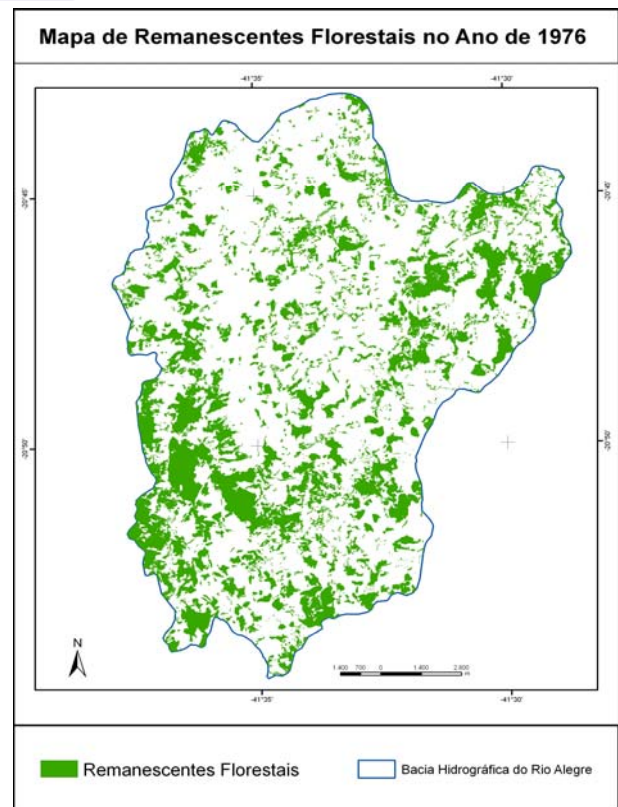 Mapa de Remanescentes Florestais no Ano de 1976
-41°35' -41°30'
-20°45' -20°45'
-20°50' -20°50'
N
1.400 700 0 1.400 2.800
m
-41°35' -41°30'
Remanescentes Florestais
Bacia Hidrográfica do Rio Alegre